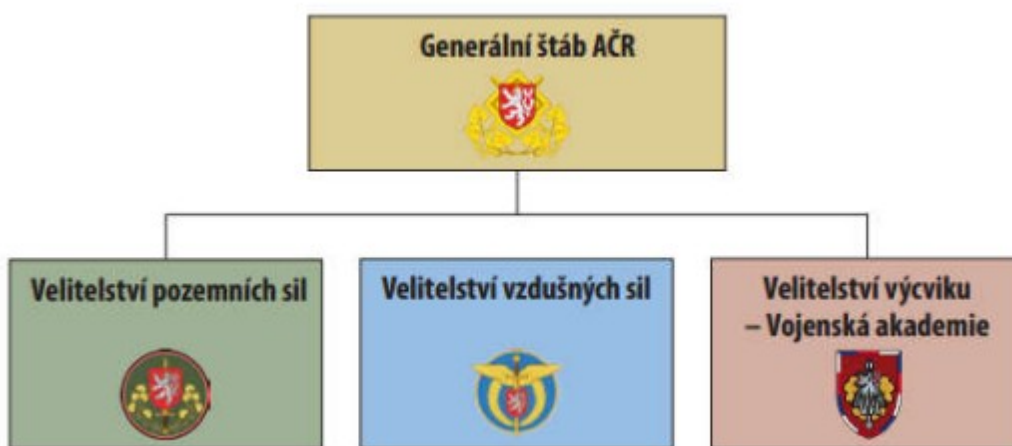 Generální štáb AČR
Velitelství pozemních sil
Velitelství vzdušných sil
Velitelství výcviku
– Vojenská akademie